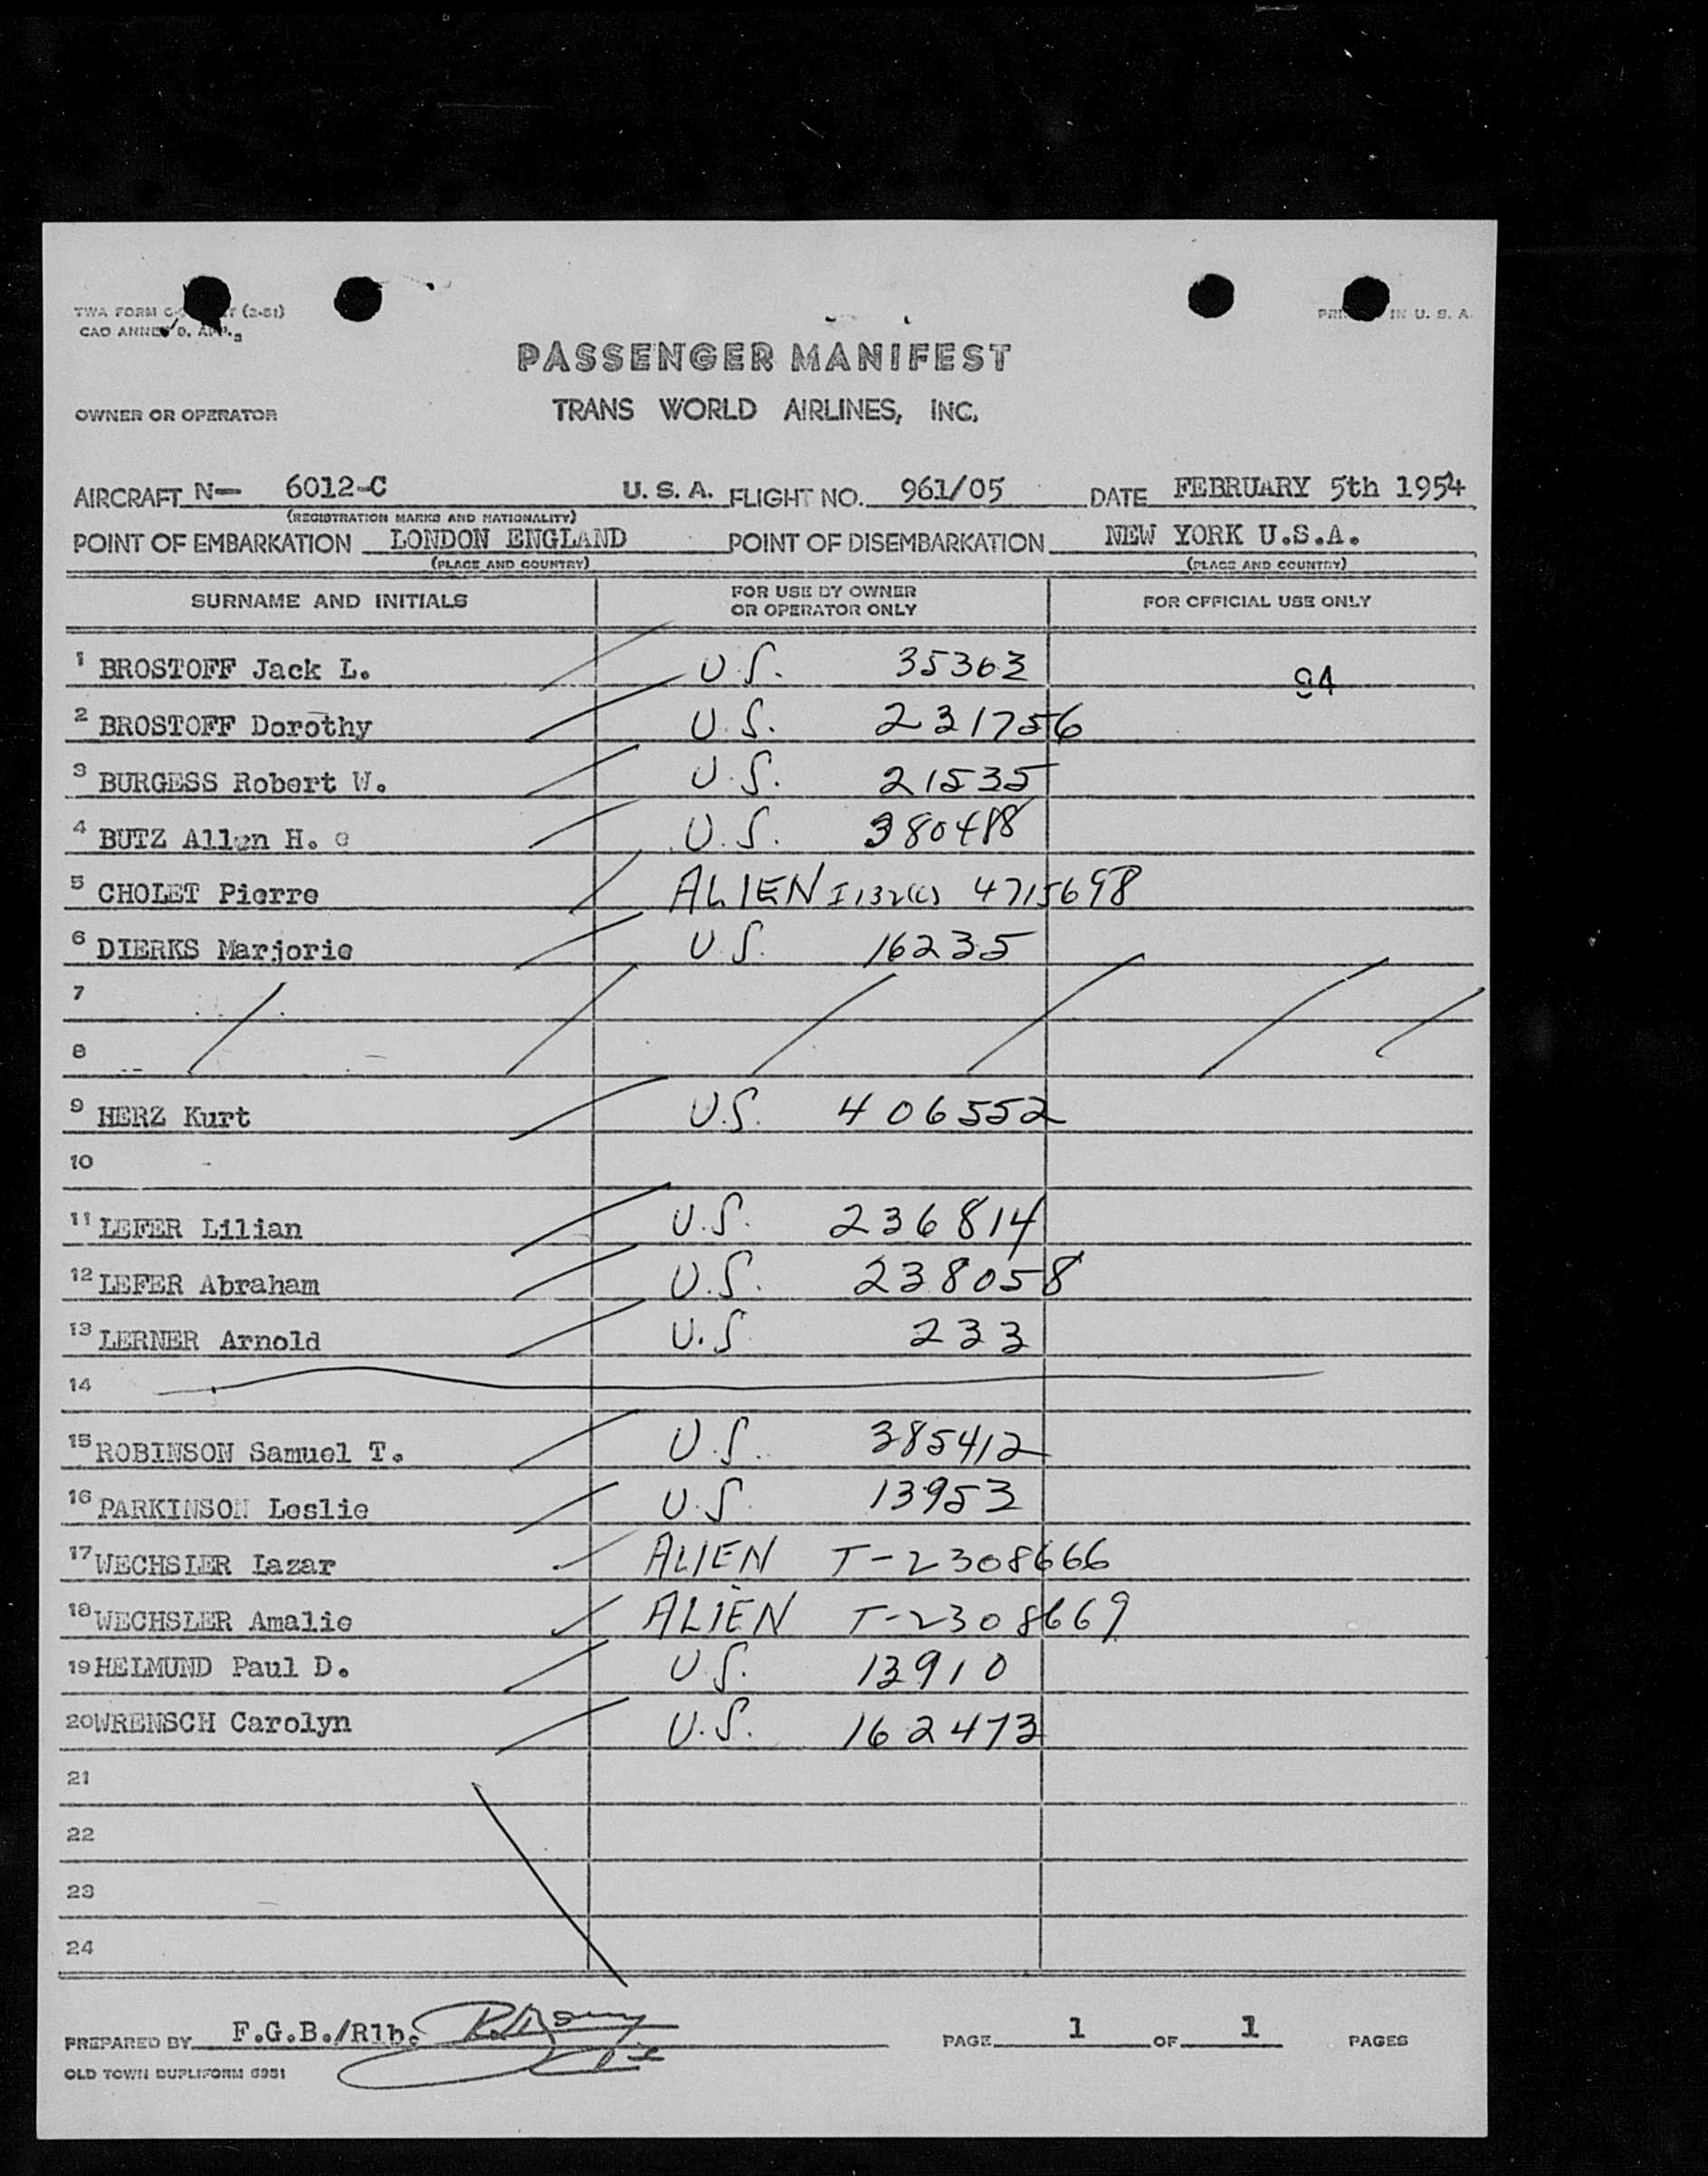 TWA FORM (2-51)
CAO ANNEX 9, APP.
PRINTED IN U. S. A.
PASSENGER MANIFEST
OWNER OR OPERATOR TRANS WORLD AIRLINES, INC.
AIRCRAFT N- 6012-C U. S. A. FLIGHT NO. 961/05 DATE FEBRUARY 5th 1954
(REGISTRATION MARKS AND NATIONALITY)
POINT OF EMBARKATION LONDON ENGLAND POINT OF DISEMBARKATION NEW YORK U.S.A.
(PLACE AND COUNTRY) (PLACE AND COUNTRY)
SURNAME AND INITIALS FOR USE BY OWNER OR OPERATOR ONLY FOR OFFICIAL USE ONLY
1 BROSTOFF Jack L. U.S. 35363 94
2 BROSTOFF Dorothy U.S. 231756
3 BURGESS Robert W. U.S. 21535
4 BUTZ Allen H. e U.S. 380488
5 CHOLET Pierre ALIEN I132(c) 4715698
6 DIERKS Marjorie U.S. 16235
7
8
9 HERZ Kurt U.S. 406552
10
11 LEFER Lilian U.S. 236814
12 LEFER Abraham U.S. 238058
13 LERNER Arnold U.S 233
14
15 ROBINSON Samuel T. U.S. 385412
16 PARKINSON Leslie U.S 13953
17 WECHSLER Lazar ALIEN T-2308666
18 WECHSLER Amalie ALIEN T-2308669
19 HELMUND Paul D. U.S. 13910
20 WRENSCH Carolyn U.S. 162473
21
22
23
24
PREPARED BY F.G.B./Rlb. PAGE 1 OF 1 PAGES
OLD TOWN DUPLIFORM 5951